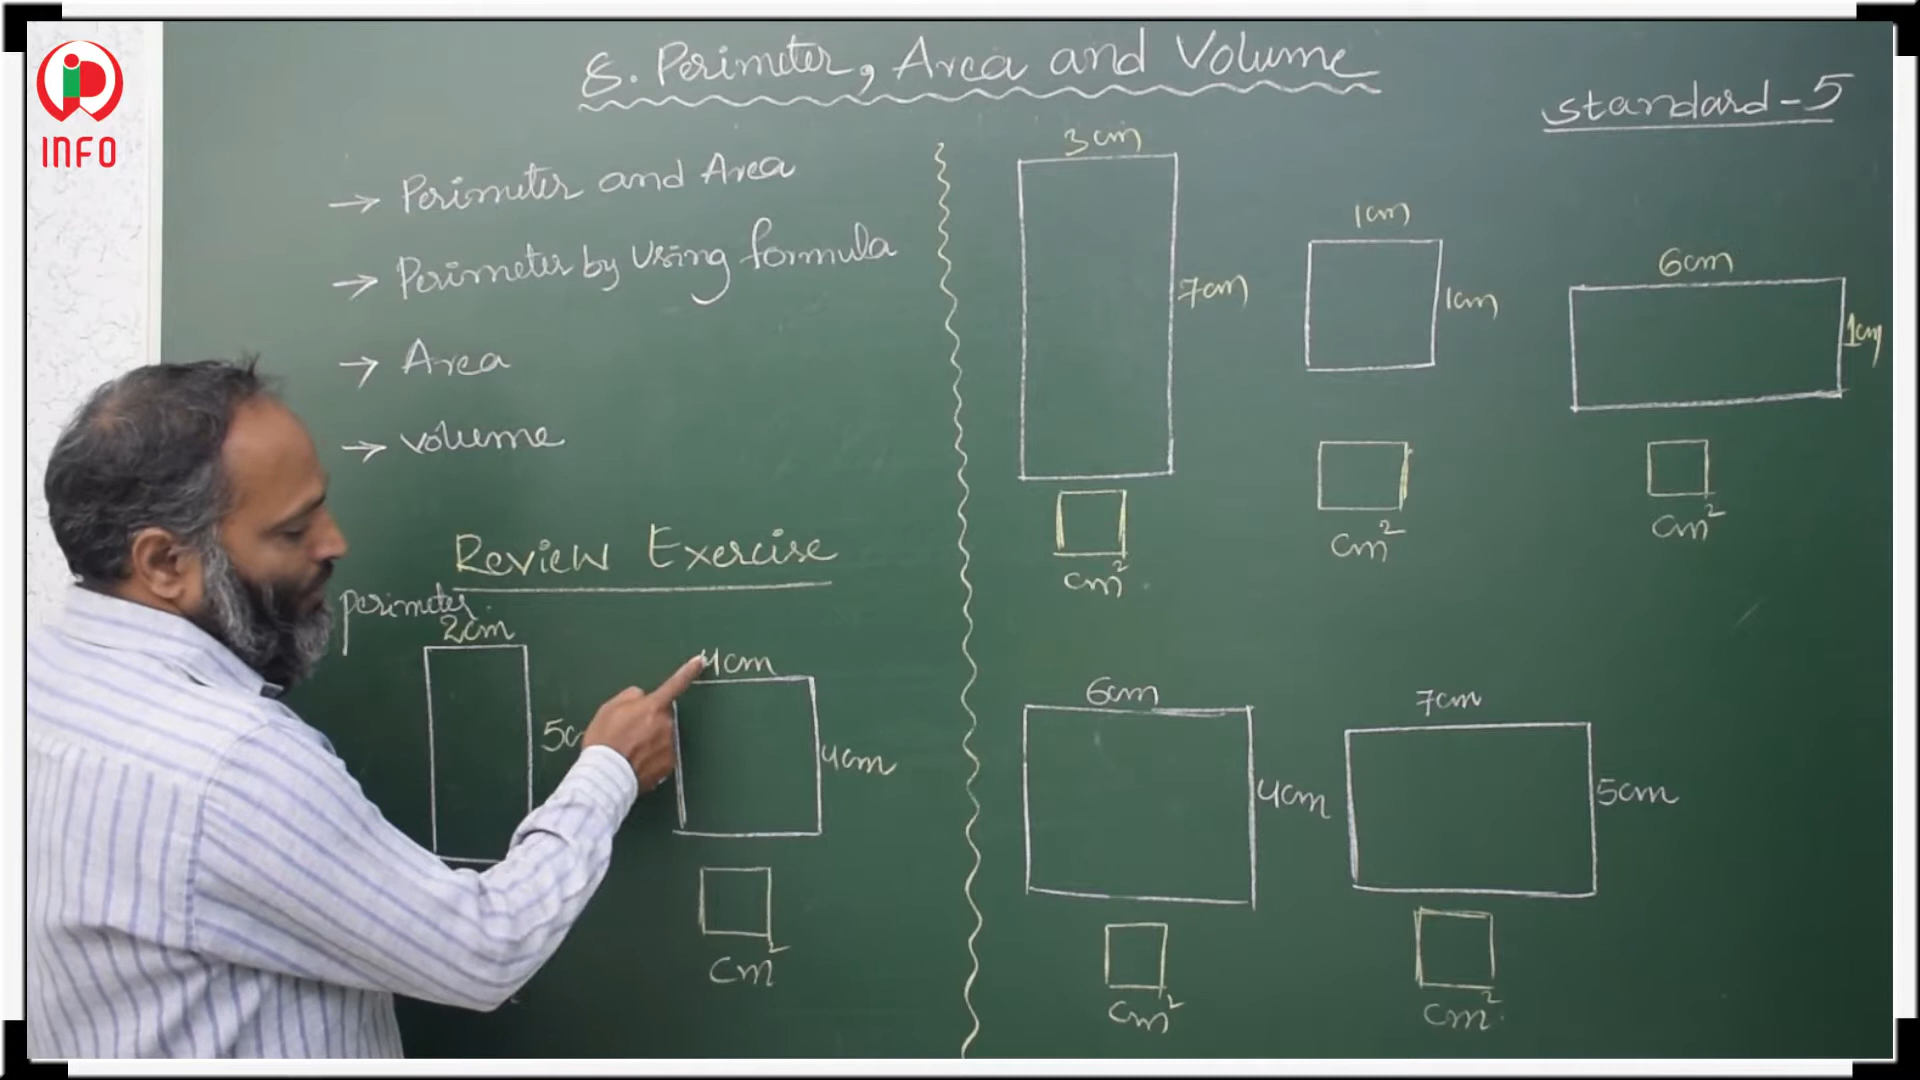 INFO
8. Perimeter, Area and Volume
Standard-5
→ Perimeter and Area
→ Perimeter by Using formula
→ Area
→ Volume
Review Exercise
perimeter.
2cm
4cm
4cm
cm²
3cm
7cm
cm²
1cm
1cm
cm²
6cm
1cm
cm²
6cm
4cm
cm²
7cm
5cm
cm²